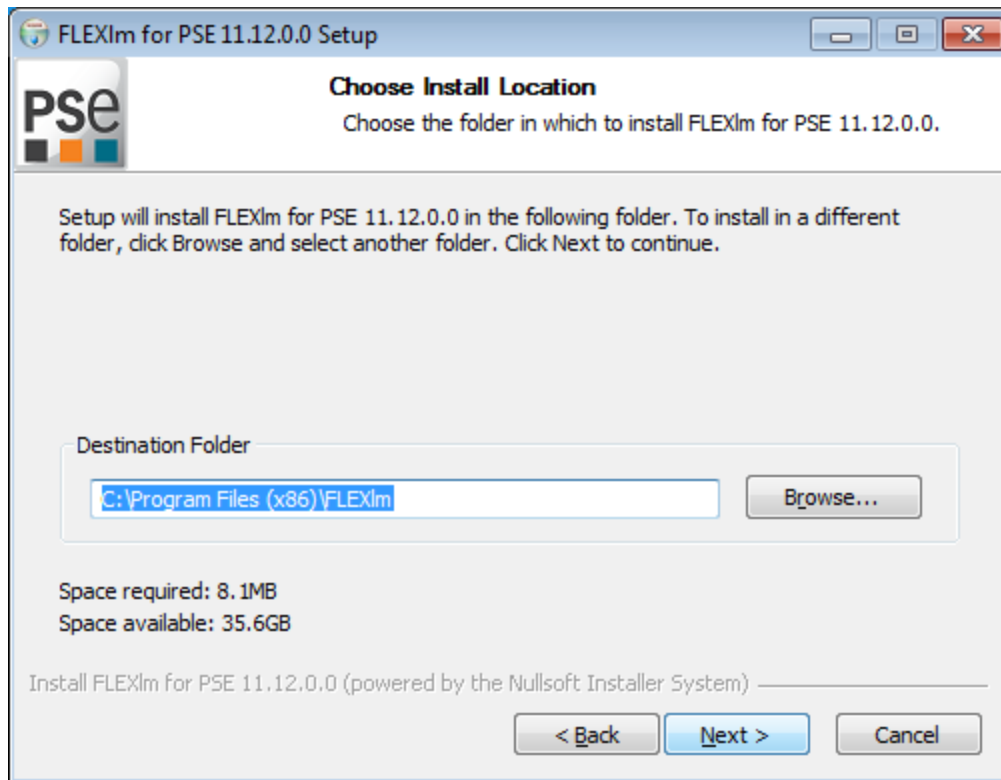 FLEXlm for PSE 11.12.0.0 Setup
PSe
Choose Install Location
Choose the folder in which to install FLEXlm for PSE 11.12.0.0.
Setup will install FLEXlm for PSE 11.12.0.0 in the following folder. To install in a different
folder, click Browse and select another folder. Click Next to continue.
Destination Folder
C:\Program Files (x86)\FLEXlm
Browse...
Space required: 8.1MB
Space available: 35.6GB
Install FLEXlm for PSE 11.12.0.0 (powered by the Nullsoft Installer System)
< Back
Next >
Cancel